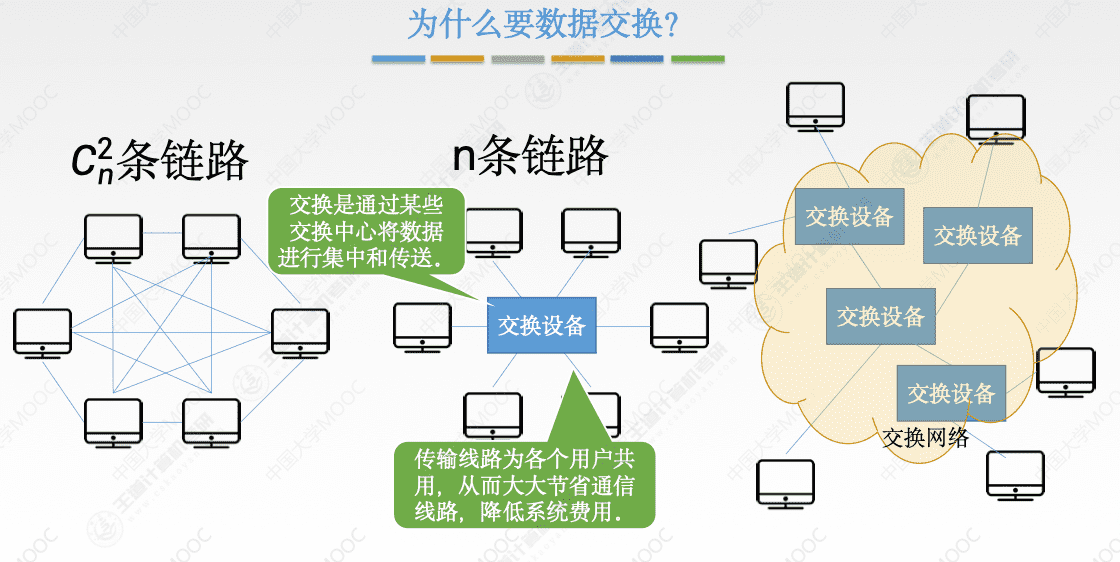 为什么要数据交换?
C²ₙ条链路
n条链路
交换是通过某些
交换中心将数据
进行集中和传送。
交换设备
传输线路为各个用户共
用，从而大大节省通信
线路，降低系统费用。
交换设备
交换设备
交换设备
交换设备
交换网络
中国大学MOOC
王道计算机考研